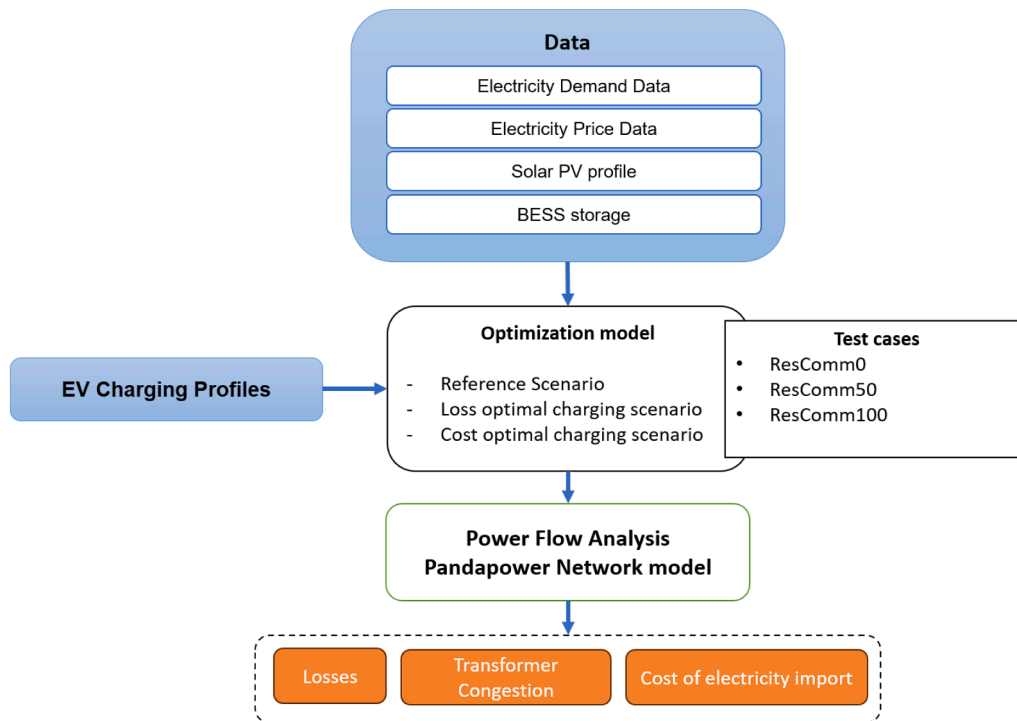 Data
Electricity Demand Data
Electricity Price Data
Solar PV profile
BESS storage
EV Charging Profiles
Optimization model
- Reference Scenario
- Loss optimal charging scenario
- Cost optimal charging scenario
Test cases
• ResComm0
• ResComm50
• ResComm100
Power Flow Analysis
Pandapower Network model
Losses
Transformer
Congestion
Cost of electricity import